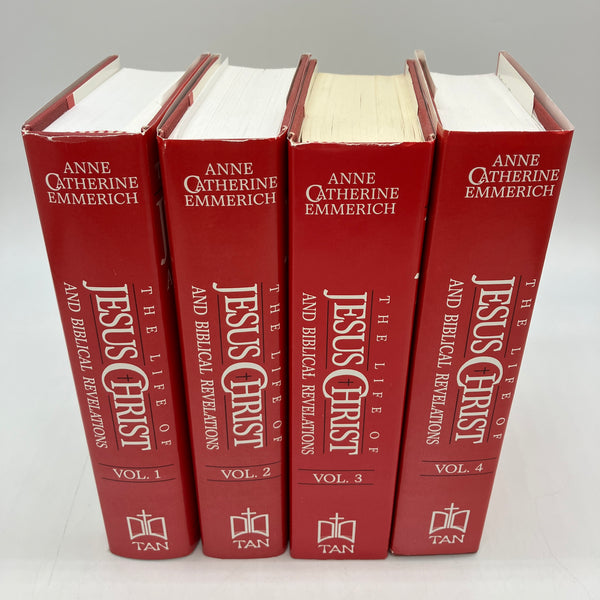 ANNE
CATHERINE
EMMERICH
THE LIFE OF
JESUS CHRIST
AND BIBLICAL REVELATIONS
VOL. 1
TAN
ANNE
CATHERINE
EMMERICH
THE LIFE OF
JESUS CHRIST
AND BIBLICAL REVELATIONS
VOL. 2
TAN
ANNE
CATHERINE
EMMERICH
THE LIFE OF
JESUS CHRIST
AND BIBLICAL REVELATIONS
VOL. 3
TAN
ANNE
CATHERINE
EMMERICH
THE LIFE OF
JESUS CHRIST
AND BIBLICAL REVELATIONS
VOL. 4
TAN